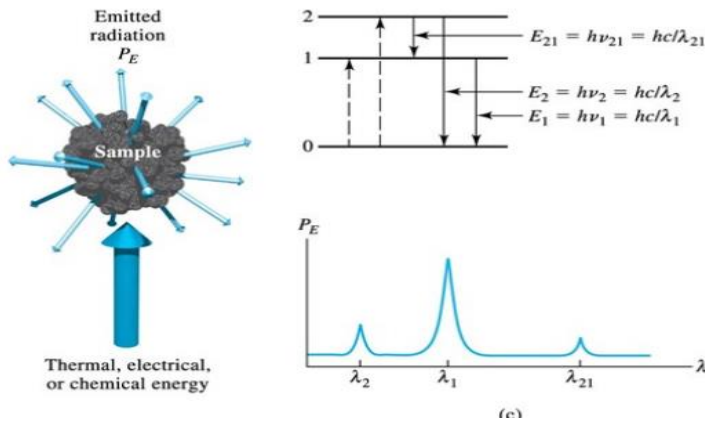 Emitted
radiation
P_E
Sample
Thermal, electrical,
or chemical energy
2
1
0
E₂₁ = hν₂₁ = hc/λ₂₁
E₂ = hν₂ = hc/λ₂
E₁ = hν₁ = hc/λ₁
P_E
λ₂
λ₁
λ₂₁
λ
(c)